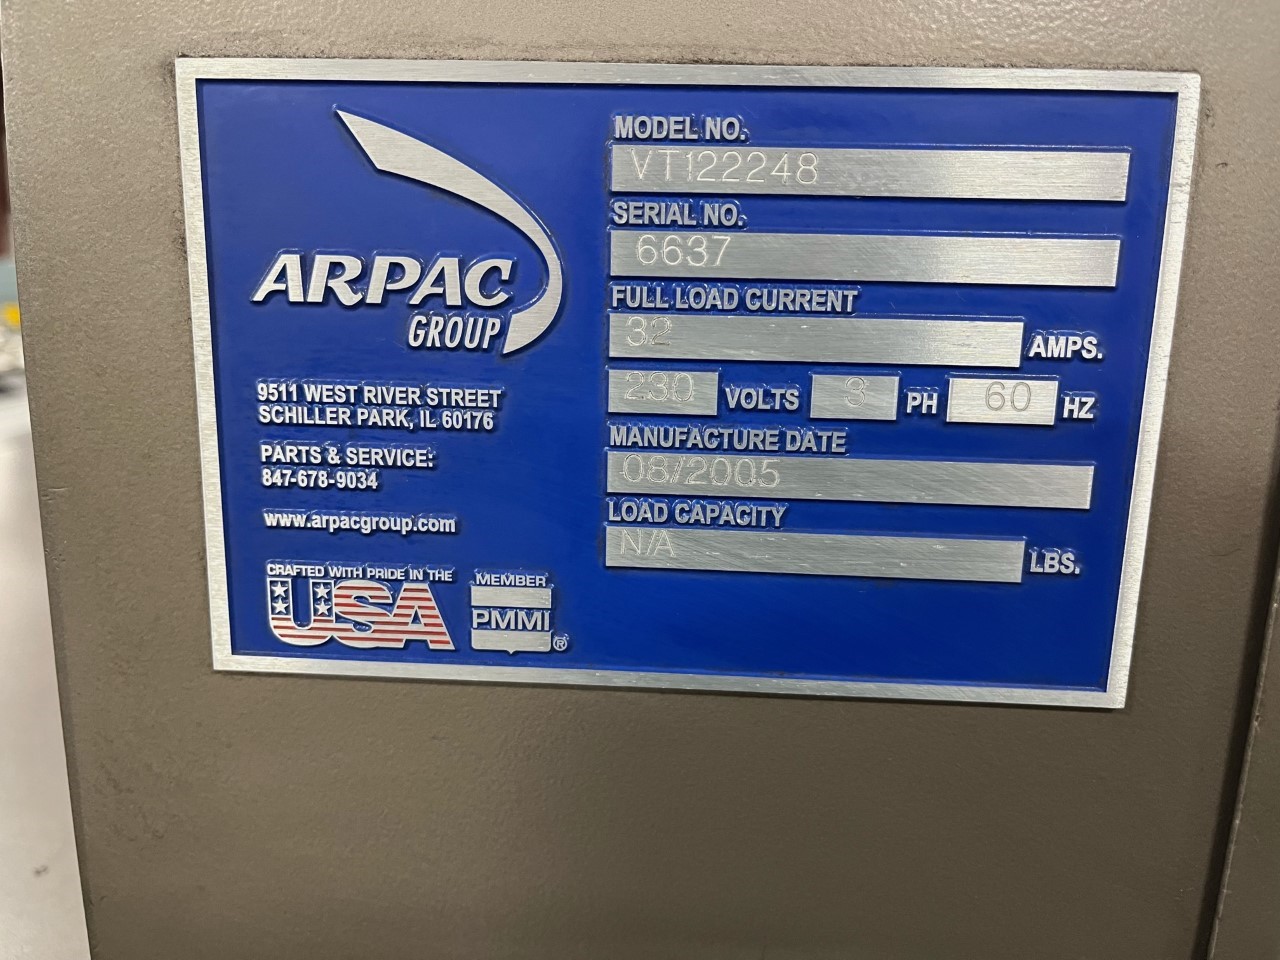 ARPAC
GROUP
9511 WEST RIVER STREET
SCHILLER PARK, IL 60176
PARTS & SERVICE:
847-678-9034
www.arpacgroup.com
CRAFTED WITH PRIDE IN THE
USA
MEMBER
PMMI
®
MODEL NO.
VT122248
SERIAL NO.
6637
FULL LOAD CURRENT
32 AMPS.
230 VOLTS 3 PH 60 HZ
MANUFACTURE DATE
08/2005
LOAD CAPACITY
N/A LBS.